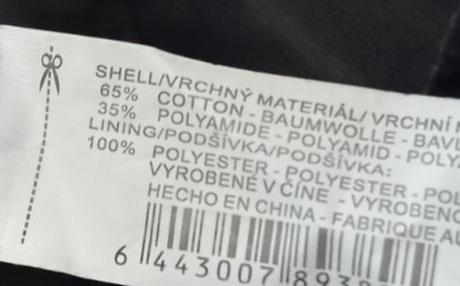 SHELL/VRCHNÝ MATERIÁL/ VRCHNÍ
65% COTTON - BAUMWOLLE -
35% POLYAMIDE - POLYAMID -
LINING/PODŠÍVKA/PODŠÍVKA:
100% POLYESTER - POLYESTER -
VYROBENÉ V ČÍNE - VYROBENO
HECHO EN CHINA - FABRIQUE
6 443007 893